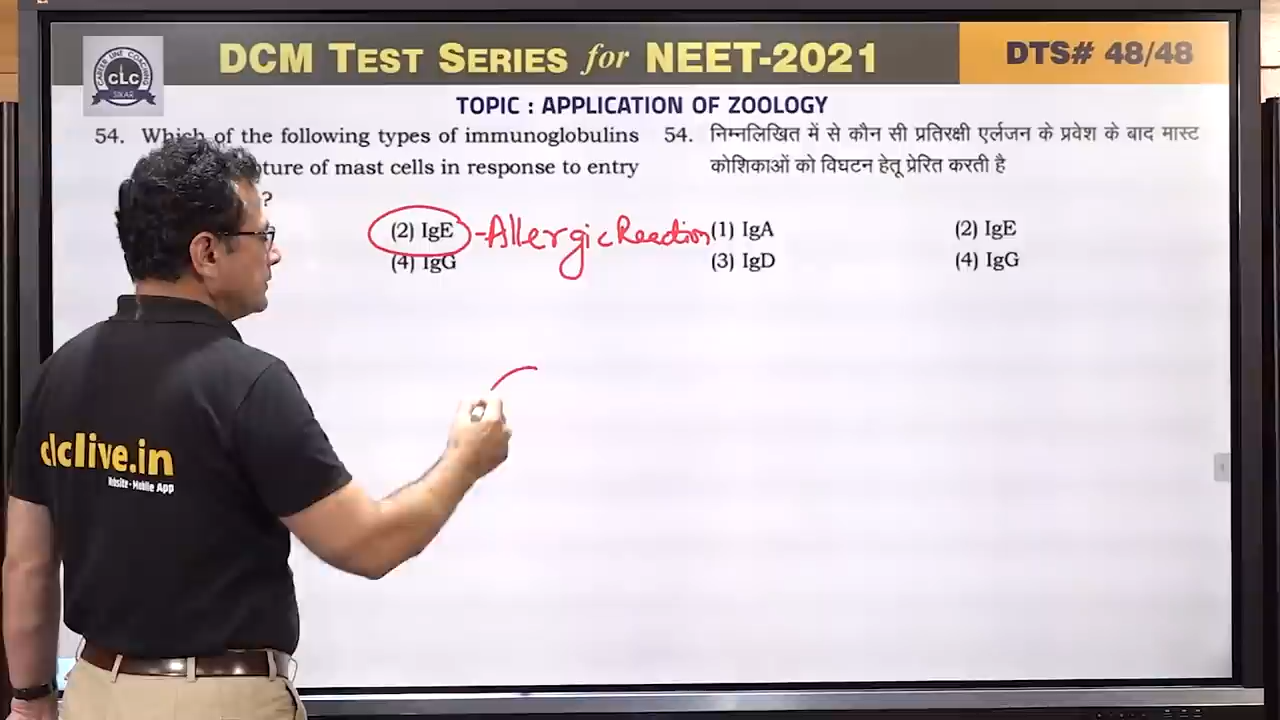 DCM TEST SERIES for NEET-2021
DTS# 48/48
CAREER LINE COACHING
CLC
SIKAR
TOPIC : APPLICATION OF ZOOLOGY
54. Which of the following types of immunoglobulins
of mast cells in response to entry
?
(2) IgE -Allergic Reaction
(4) IgG
54. निम्नलिखित में से कौन सी प्रतिरक्षी एर्लजन के प्रवेश के बाद मास्ट
कोशिकाओं को विघटन हेतू प्रेरित करती है
(1) IgA (2) IgE
(3) IgD (4) IgG
clclive.in
Website - Mobile App